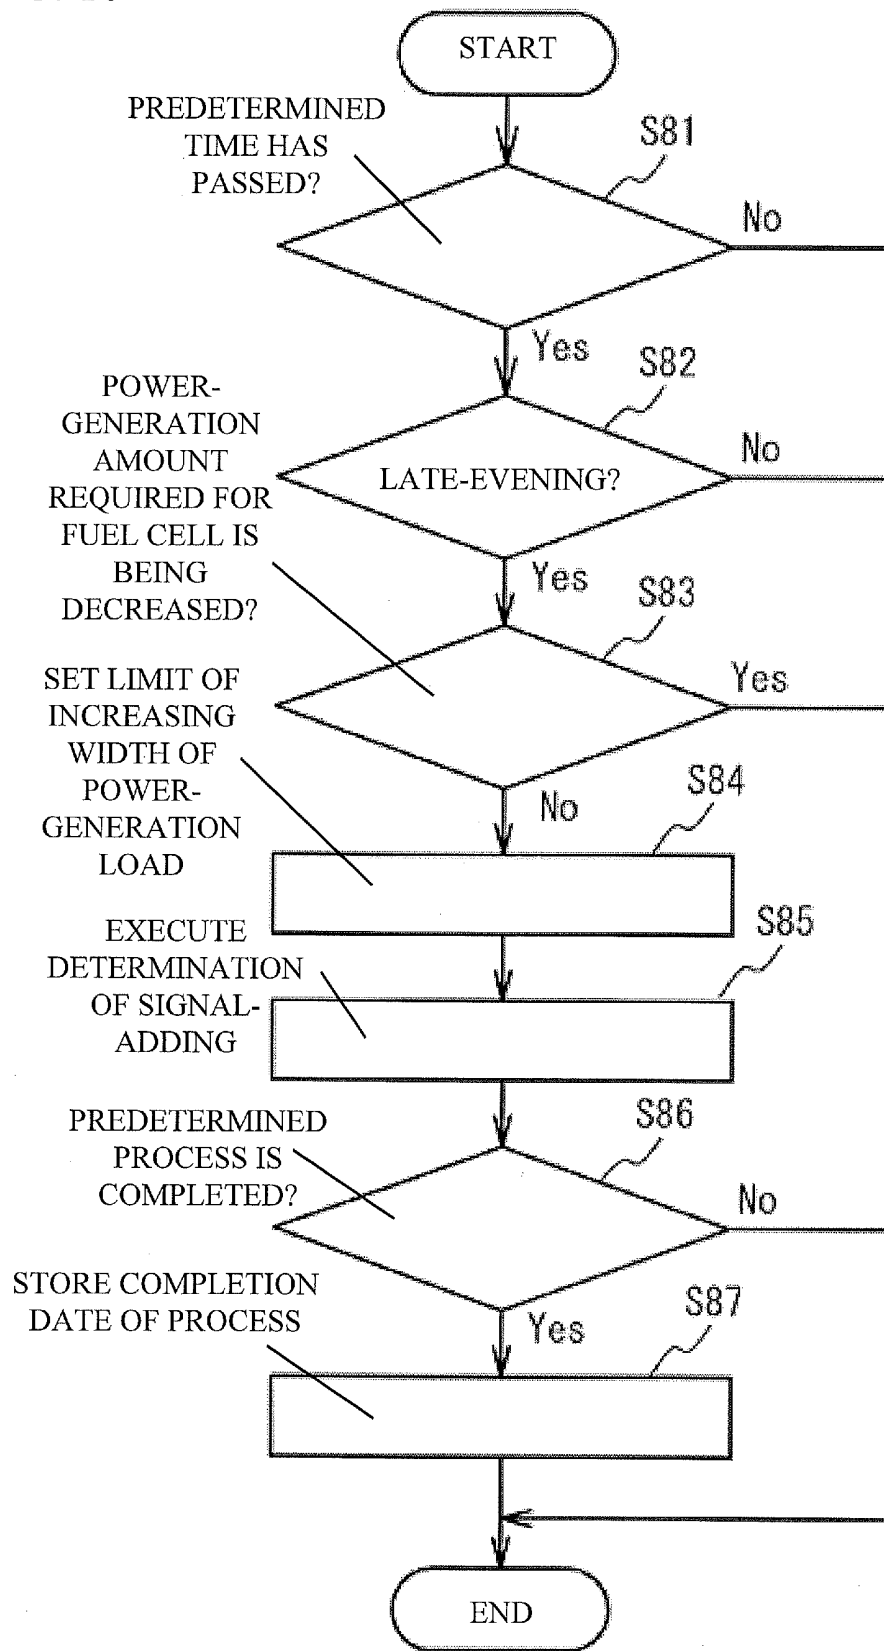 START
PREDETERMINED
TIME HAS
PASSED?
S81
No
Yes
POWER-
GENERATION
AMOUNT
REQUIRED FOR
FUEL CELL IS
BEING
DECREASED?
S82
LATE-EVENING?
No
Yes
S83
Yes
No
SET LIMIT OF
INCREASING
WIDTH OF
POWER-
GENERATION
LOAD
S84
EXECUTE
DETERMINATION
OF SIGNAL-
ADDING
S85
PREDETERMINED
PROCESS IS
COMPLETED?
S86
No
Yes
STORE COMPLETION
DATE OF PROCESS
S87
END